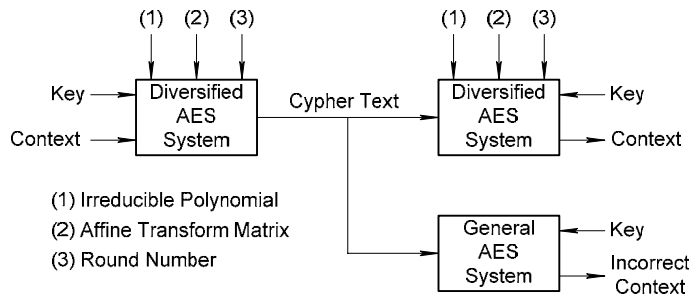 (1) (2) (3)
(1) (2) (3)
Key
Context
Diversified
AES
System
Cypher Text
Diversified
AES
System
Key
Context
(1) Irreducible Polynomial
(2) Affine Transform Matrix
(3) Round Number
General
AES
System
Key
Incorrect
Context